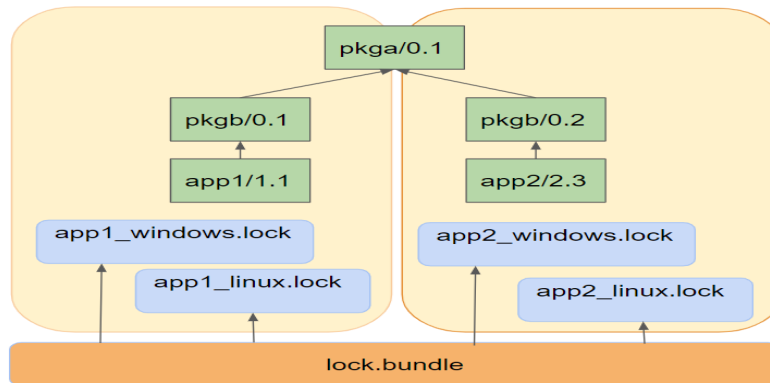 pkga/0.1
pkgb/0.1
pkgb/0.2
app1/1.1
app2/2.3
app1_windows.lock
app2_windows.lock
app1_linux.lock
app2_linux.lock
lock.bundle